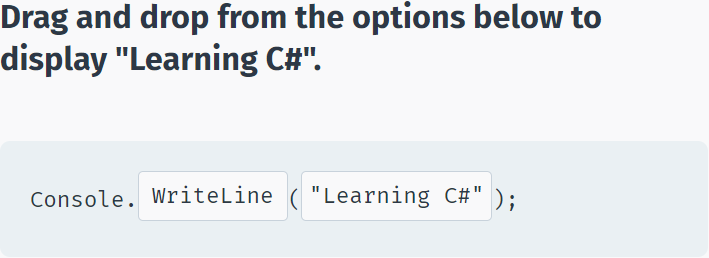 Drag and drop from the options below to
display "Learning C#".
Console. WriteLine ( "Learning C#" );